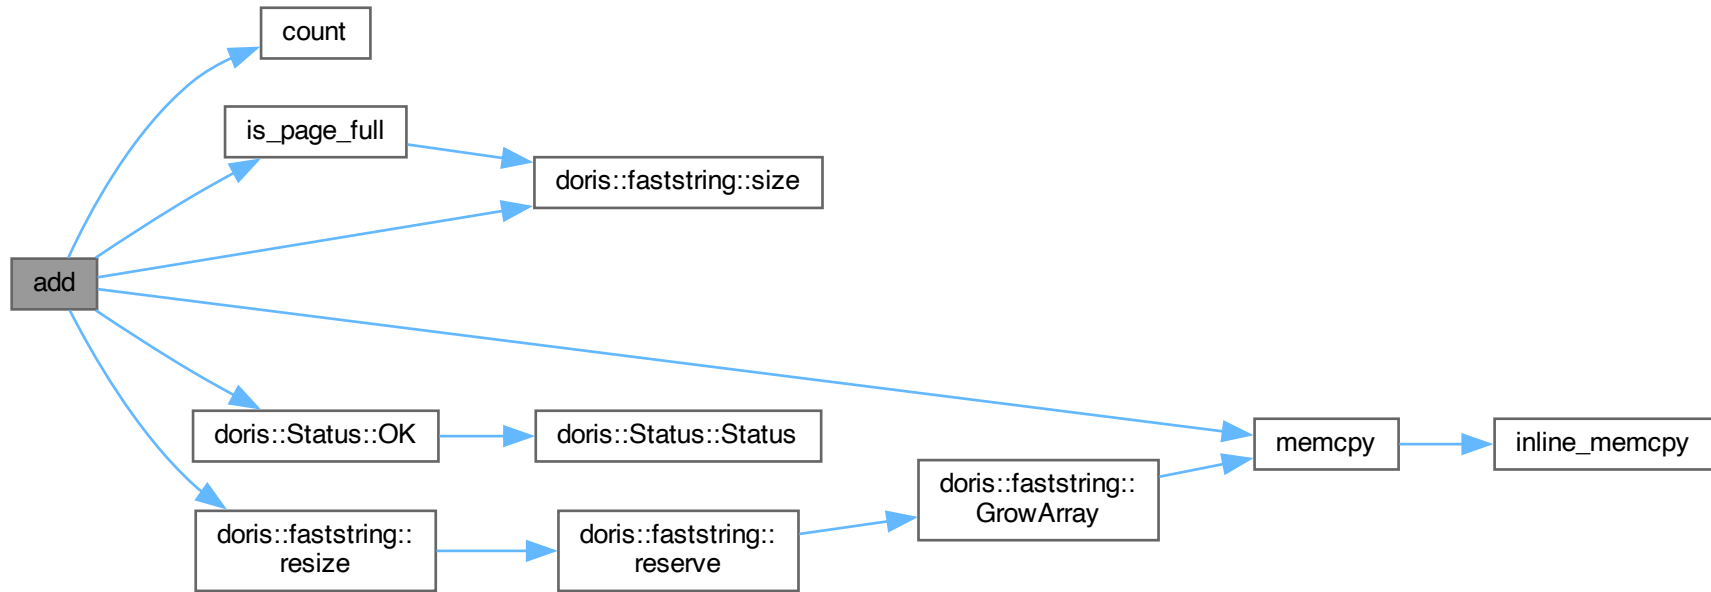 count
is_page_full
doris::faststring::size
add
doris::Status::OK
doris::Status::Status
memcpy
inline_memcpy
doris::faststring::
GrowArray
doris::faststring::
resize
doris::faststring::
reserve